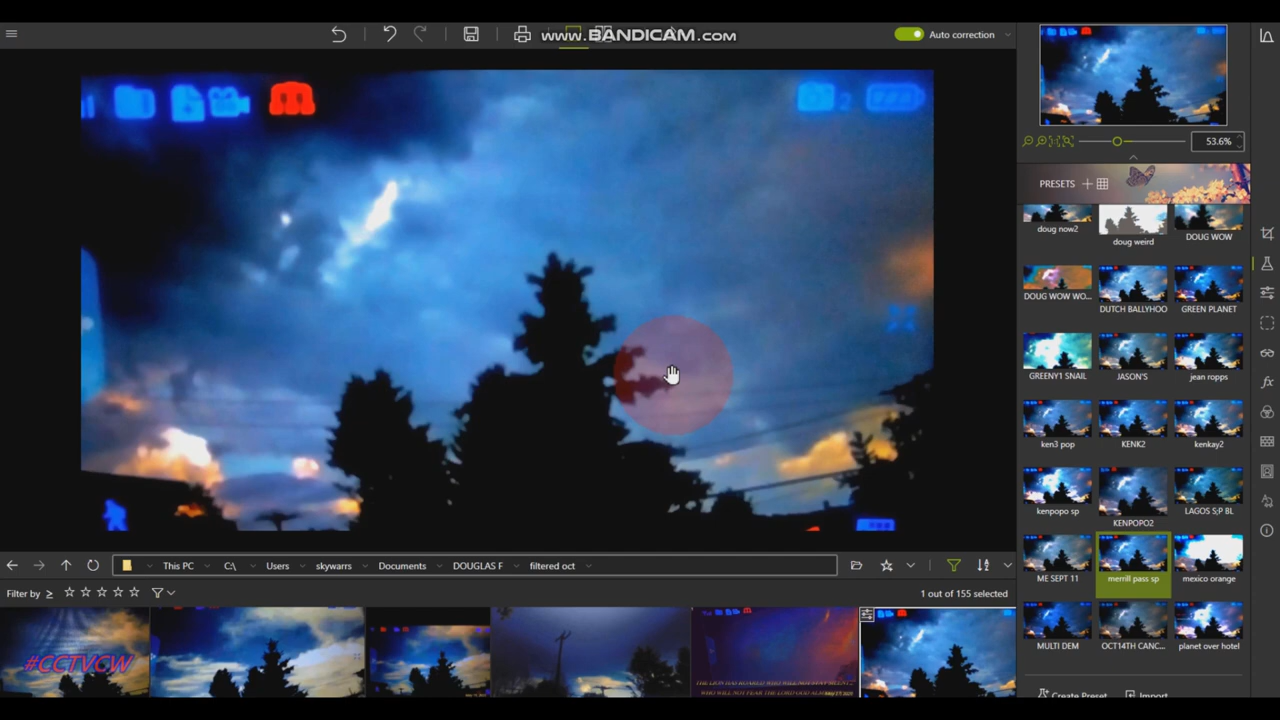 www.BANDICAM.com
Auto correction
53.6%
PRESETS
doug now2
doug weird
DOUG WOW
DOUG WOW WO...
DUTCH BALLYHOO
GREEN PLANET
GREENY1 SNAIL
JASON'S
jean ropps
ken3 pop
KENK2
kenkay2
kenpopo sp
KENPOPO2
LAGOS S;P BL
ME SEPT 11
merrill pass sp
mexico orange
MULTI DEM
OCT14TH CANC...
planet over hotel
Create Preset
Import
This PC
C:\
Users
skywarrs
Documents
DOUGLAS F
filtered oct
Filter by ≥
1 out of 155 selected
#CCTVCW